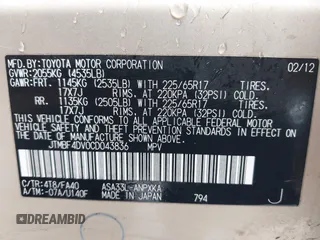 MFD.BY:TOYOTA MOTOR CORPORATION 02/12
GVWR:2055KG (4535LB)
GAWR:FRT. 1145KG (2535LB) WITH 225/65R17 TIRES.
17X7J RIMS. AT 220KPA (32PSI) COLD.
RR. 1135KG (2505LB) WITH 225/65R17 TIRES.
17X7J RIMS. AT 220KPA (32PSI) COLD.
THIS VEHICLE CONFORMS TO ALL APPLICABLE FEDERAL MOTOR
VEHICLE SAFETY AND THEFT PREVENTION STANDARDS IN EFFECT
ON THE DATE OF MANUFACTURE SHOWN ABOVE.
JTMBF4DV0CD043836 MPV
C/TR:4T8/FA40 ASA33L-ANPXKA J
A/TM:-07A/U140F MADE IN JAPAN 794
@DREAMBID